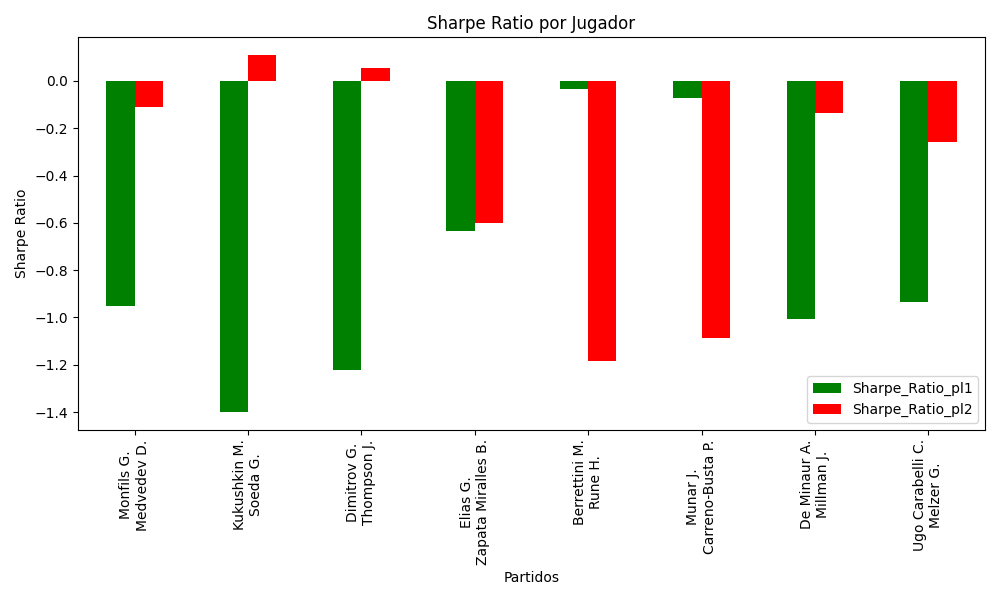 Sharpe Ratio por Jugador
Sharpe Ratio
0.0
−0.2
−0.4
−0.6
−0.8
−1.0
−1.2
−1.4
Sharpe_Ratio_pl1
Sharpe_Ratio_pl2
Monfils G.
Medvedev D.
Kukushkin M.
Soeda G.
Dimitrov G.
Thompson J.
Elias G.
Zapata Miralles B.
Berrettini M.
Rune H.
Munar J.
Carreno-Busta P.
De Minaur A.
Millman J.
Ugo Carabelli C.
Melzer G.
Partidos